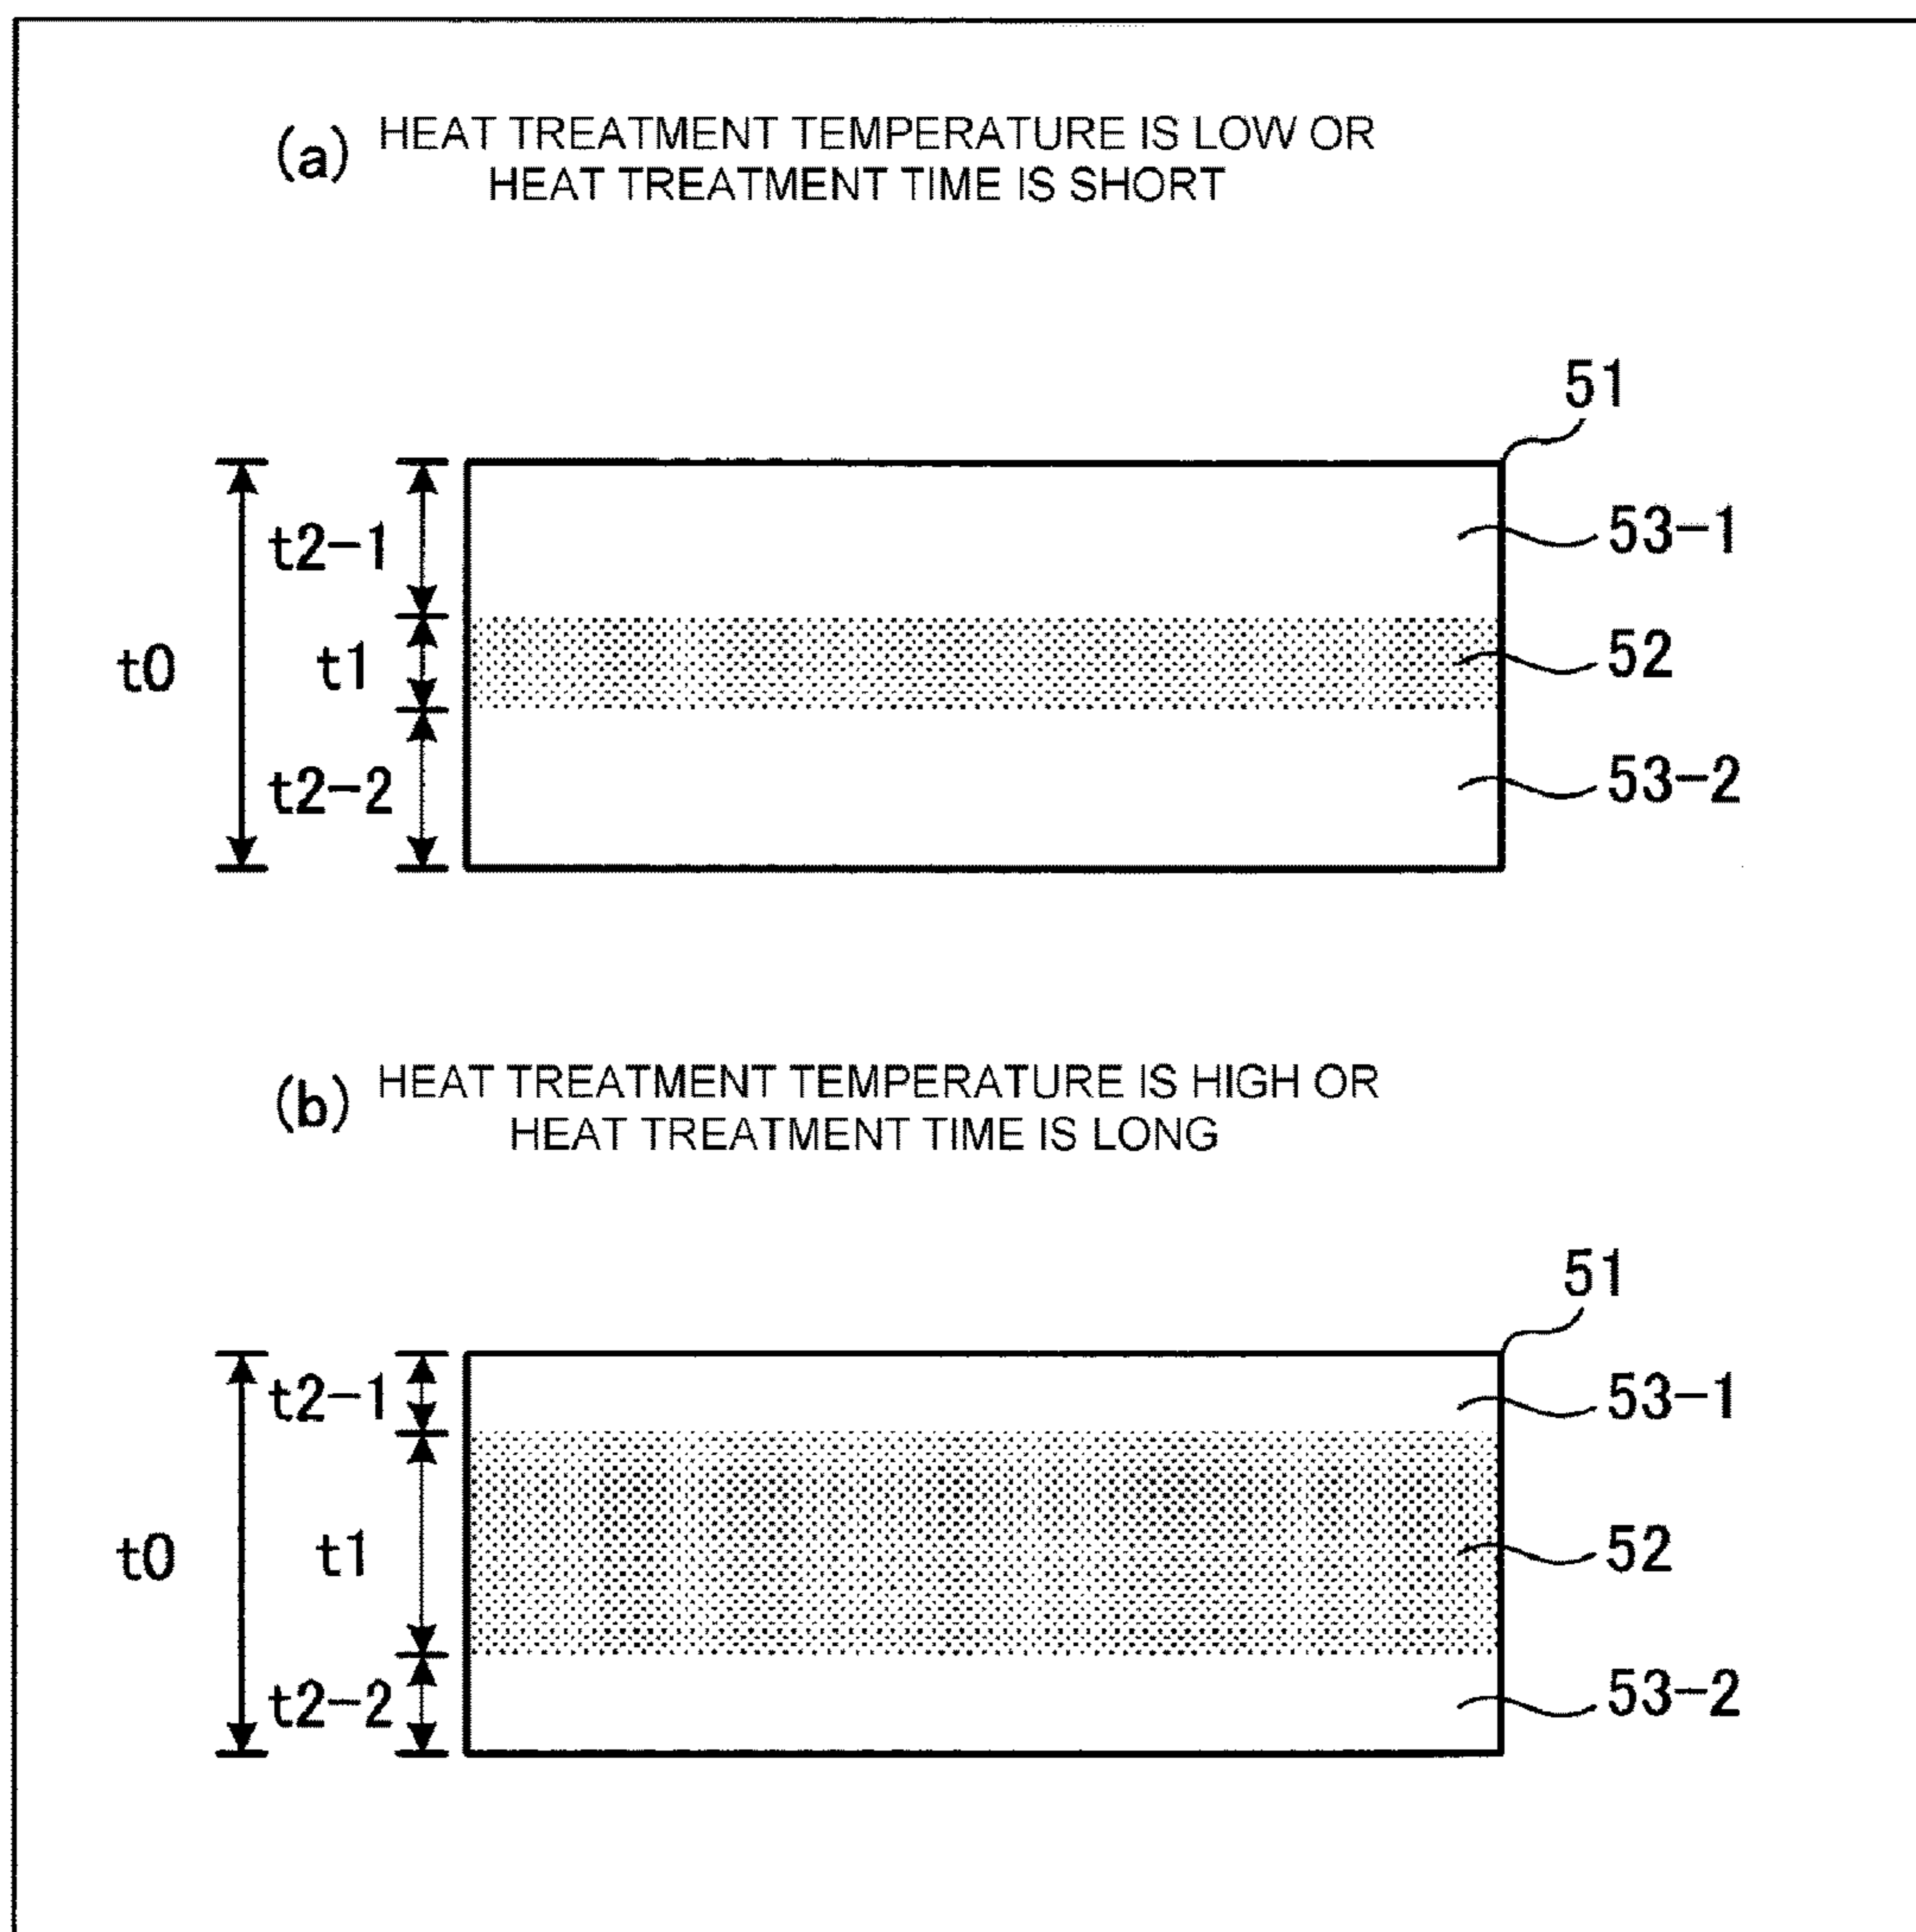 (a) HEAT TREATMENT TEMPERATURE IS LOW OR
HEAT TREATMENT TIME IS SHORT
51
t2-1
53-1
t0
t1
52
t2-2
53-2
(b) HEAT TREATMENT TEMPERATURE IS HIGH OR
HEAT TREATMENT TIME IS LONG
51
t2-1
53-1
t0
t1
52
t2-2
53-2